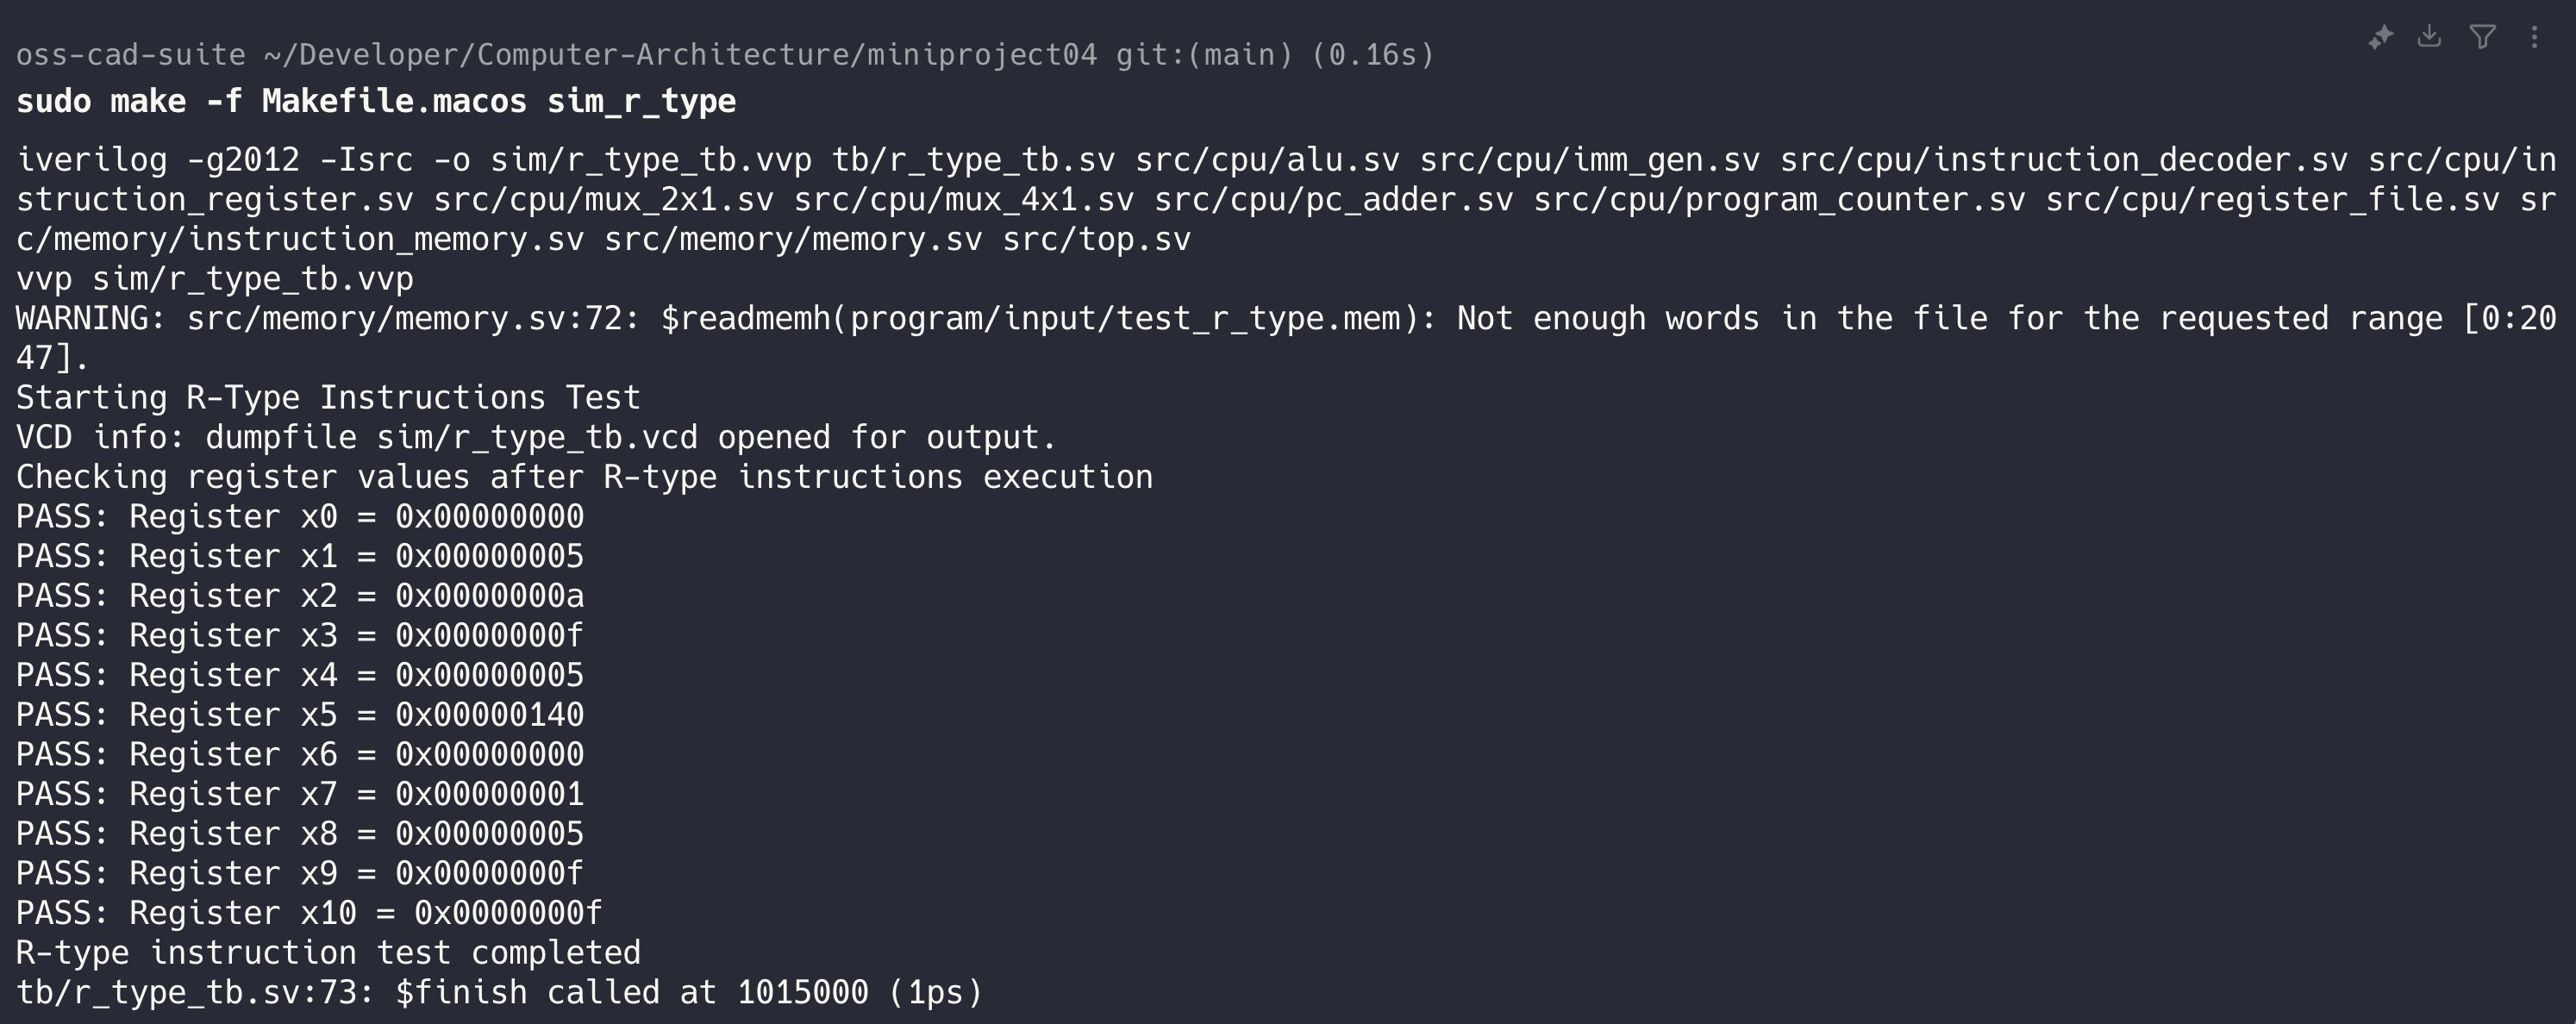 oss-cad-suite ~/Developer/Computer-Architecture/miniproject04 git:(main) (0.16s)
sudo make -f Makefile.macos sim_r_type
iverilog -g2012 -Isrc -o sim/r_type_tb.vvp tb/r_type_tb.sv src/cpu/alu.sv src/cpu/imm_gen.sv src/cpu/instruction_decoder.sv src/cpu/in
struction_register.sv src/cpu/mux_2x1.sv src/cpu/mux_4x1.sv src/cpu/pc_adder.sv src/cpu/program_counter.sv src/cpu/register_file.sv sr
c/memory/instruction_memory.sv src/memory/memory.sv src/top.sv
vvp sim/r_type_tb.vvp
WARNING: src/memory/memory.sv:72: $readmemh(program/input/test_r_type.mem): Not enough words in the file for the requested range [0:20
47].
Starting R-Type Instructions Test
VCD info: dumpfile sim/r_type_tb.vcd opened for output.
Checking register values after R-type instructions execution
PASS: Register x0 = 0x00000000
PASS: Register x1 = 0x00000005
PASS: Register x2 = 0x0000000a
PASS: Register x3 = 0x0000000f
PASS: Register x4 = 0x00000005
PASS: Register x5 = 0x00000140
PASS: Register x6 = 0x00000000
PASS: Register x7 = 0x00000001
PASS: Register x8 = 0x00000005
PASS: Register x9 = 0x0000000f
PASS: Register x10 = 0x0000000f
R-type instruction test completed
tb/r_type_tb.sv:73: $finish called at 1015000 (1ps)